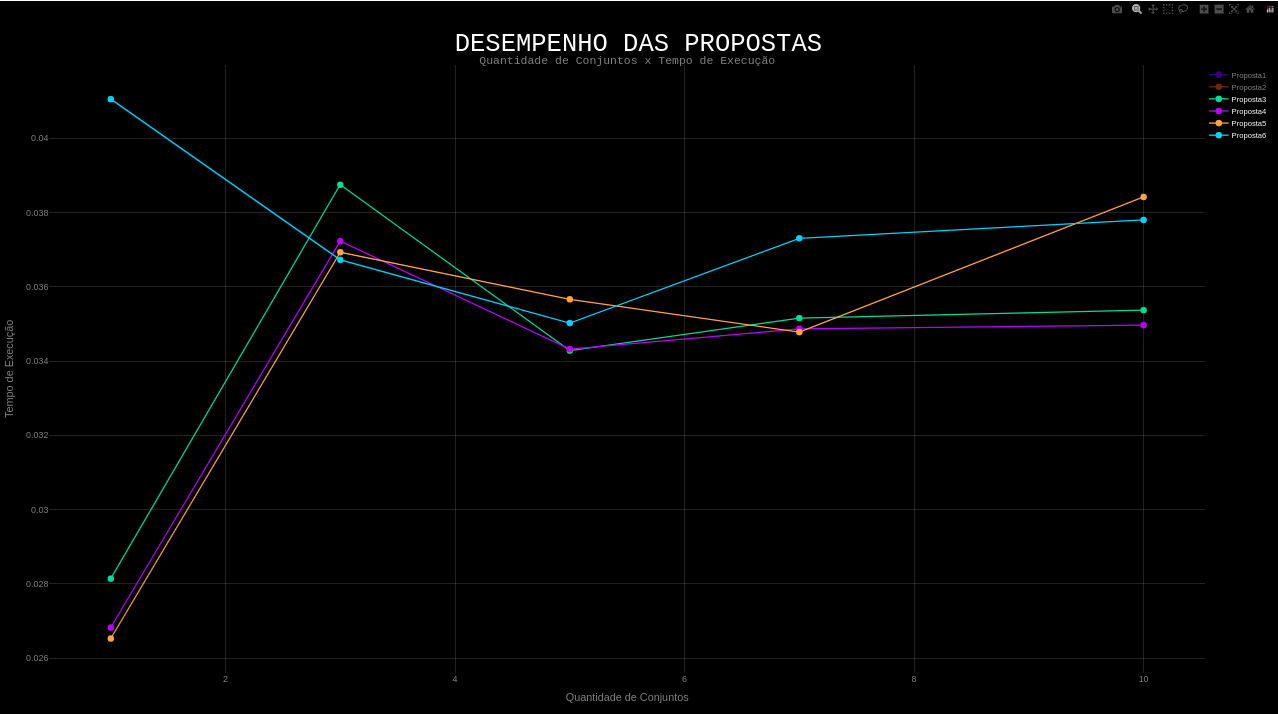 DESEMPENHO DAS PROPOSTAS
Quantidade de Conjuntos x Tempo de Execução
Proposta1
Proposta2
Proposta3
Proposta4
Proposta5
Proposta6
0.04
0.038
0.036
0.034
0.032
0.03
0.028
0.026
Tempo de Execução
2
4
6
8
10
Quantidade de Conjuntos